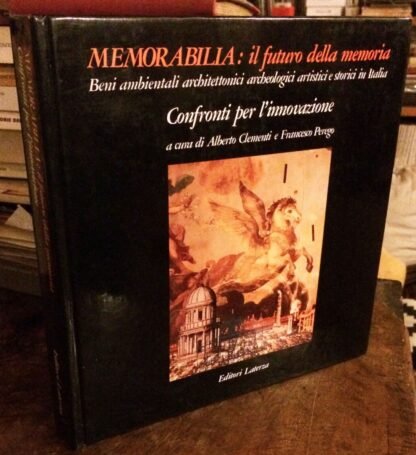 MEMORABILIA: il futuro della memoria
Beni ambientali architettonici archeologici artistici e storici in Italia
Confronti per l'innovazione
a cura di Alberto Clementi e Francesco Perego
Editori Laterza